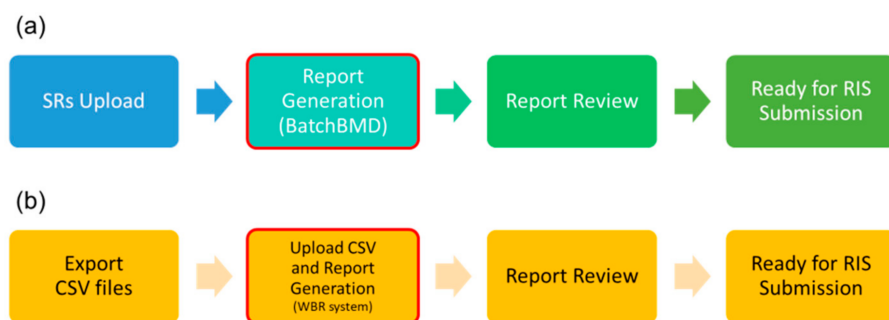 (a)
SRs Upload
Report
Generation
(BatchBMD)
Report Review
Ready for RIS
Submission
(b)
Export
CSV files
Upload CSV
and Report
Generation
(WBR system)
Report Review
Ready for RIS
Submission